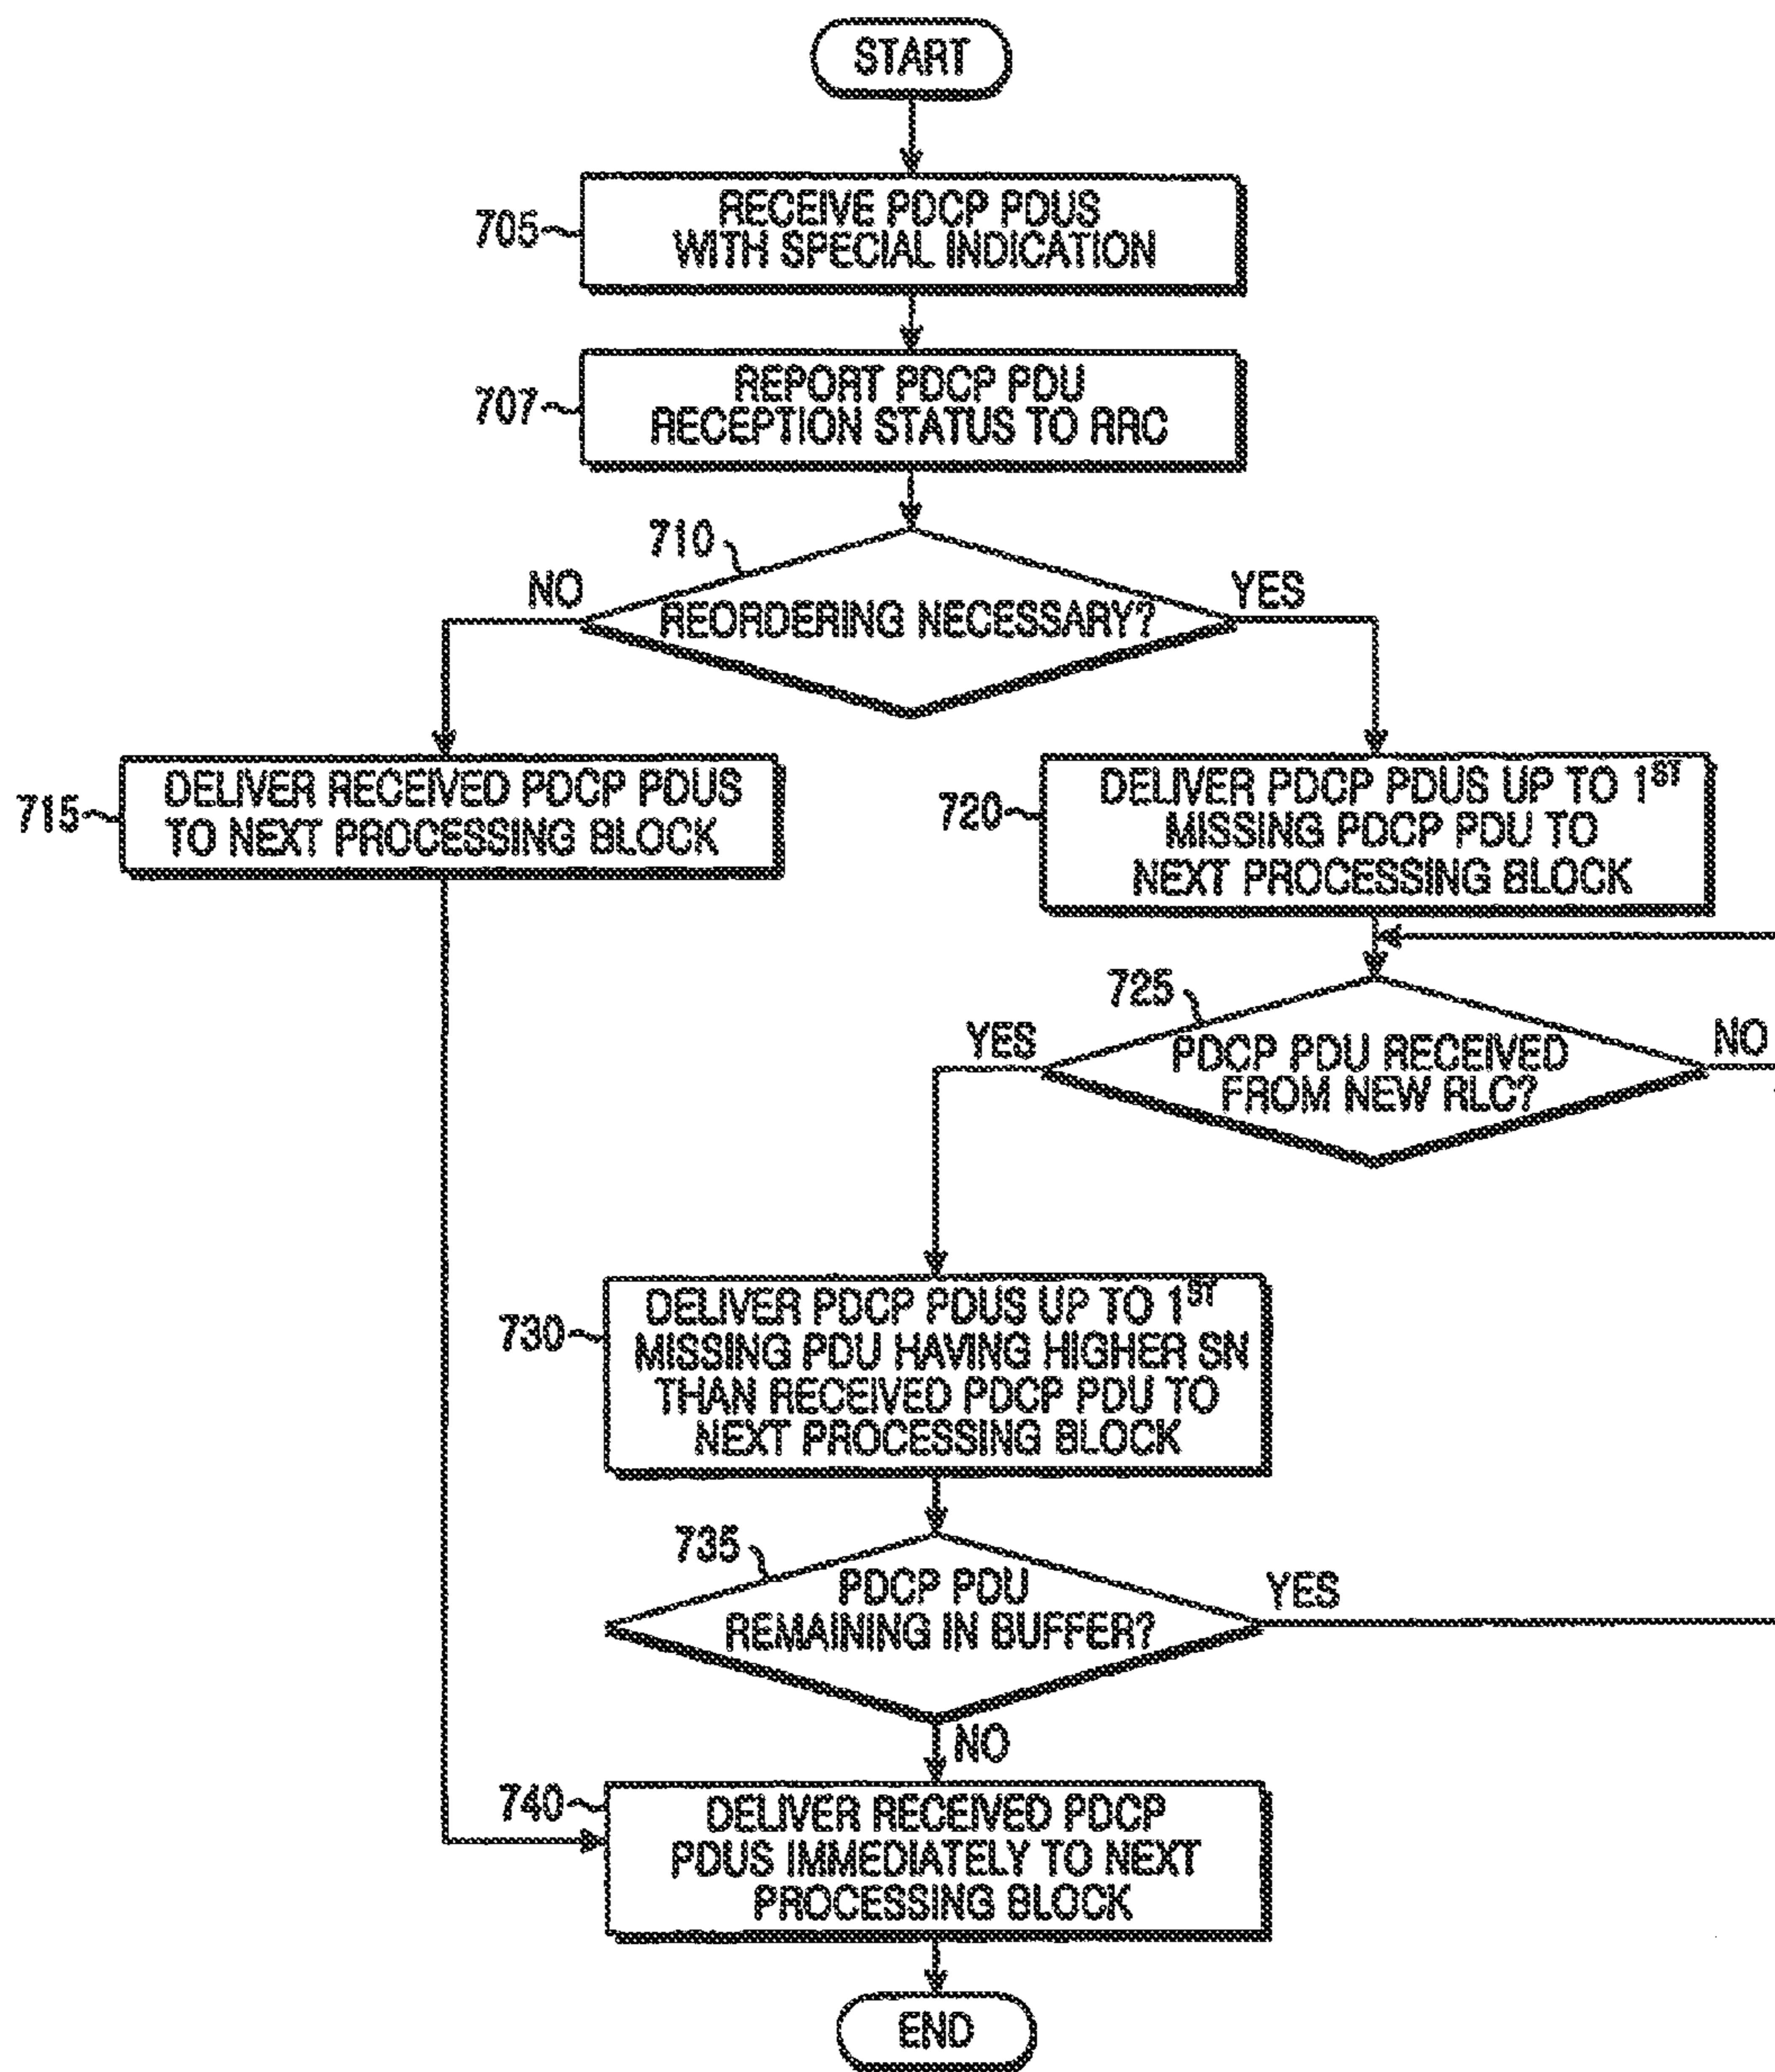 START
705
RECEIVE PDCP PDUS
WITH SPECIAL INDICATION
707
REPORT PDCP PDU
RECEPTION STATUS TO RRC
710
NO
REORDERING NECESSARY?
YES
715
DELIVER RECEIVED PDCP PDUS
TO NEXT PROCESSING BLOCK
720
DELIVER PDCP PDUS UP TO 1ST
MISSING PDCP PDU TO
NEXT PROCESSING BLOCK
725
YES
PDCP PDU RECEIVED
FROM NEW RLC?
NO
730
DELIVER PDCP PDUS UP TO 1ST
MISSING PDU HAVING HIGHER SN
THAN RECEIVED PDCP PDU TO
NEXT PROCESSING BLOCK
735
PDCP PDU
REMAINING IN BUFFER?
YES
NO
740
DELIVER RECEIVED PDCP
PDUS IMMEDIATELY TO NEXT
PROCESSING BLOCK
END